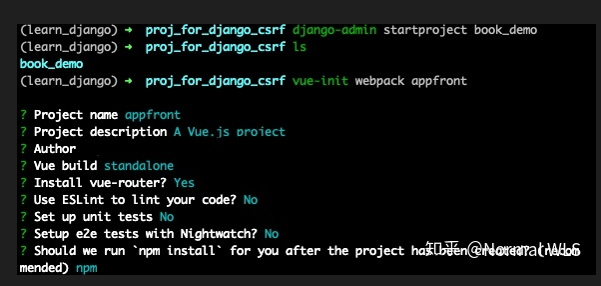 (learn_django) ➜  proj_for_django_csrf django-admin startproject book_demo
(learn_django) ➜  proj_for_django_csrf ls
book_demo
(learn_django) ➜  proj_for_django_csrf vue-init webpack appfront
? Project name appfront
? Project description A Vue.js project
? Author
? Vue build standalone
? Install vue-router? Yes
? Use ESLint to lint your code? No
? Set up unit tests No
? Setup e2e tests with Nightwatch? No
? Should we run `npm install` for you after the project has been created? (recom
mended) npm
知乎 @Normal WLS